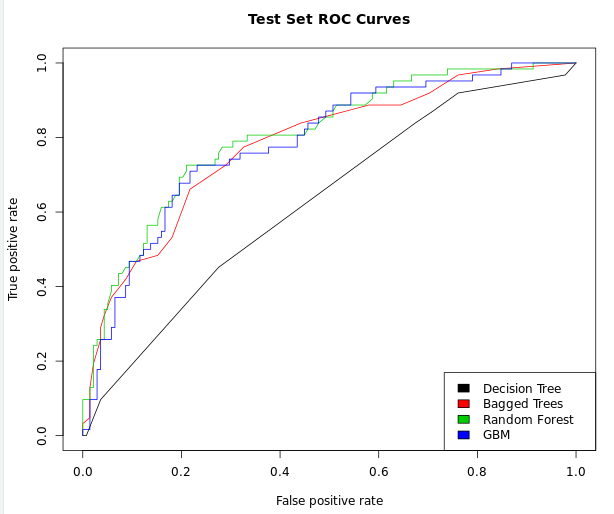 Test Set ROC Curves
True positive rate
1.0
0.8
0.6
0.4
0.2
0.0
Decision Tree
Bagged Trees
Random Forest
GBM
0.0 0.2 0.4 0.6 0.8 1.0
False positive rate